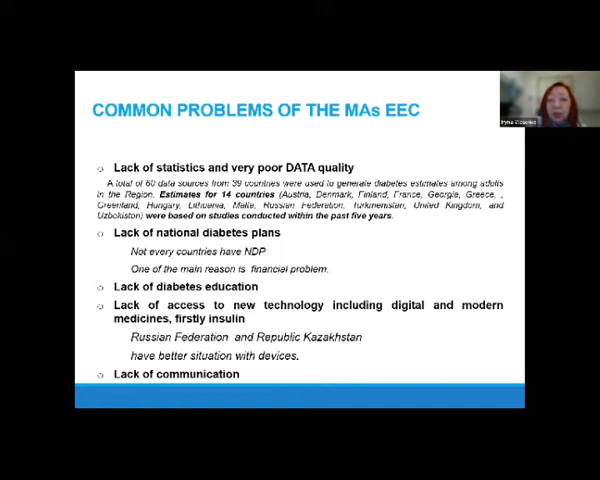 COMMON PROBLEMS OF THE MAs EEC
Lack of statistics and very poor DATA quality
A total of 60 data sources from 39 countries were used to generate diabetes estimates among adults
in the Region. Estimates for 14 countries (Austria, Denmark, Finland, France, Georgia, Greece, ,
Greenland, Hungary, Lithuania, Malta, Russian Federation, Turkmenistan, United Kingdom, and
Uzbekistan) were based on studies conducted within the past five years.
Lack of national diabetes plans
Not every countries have NDP
One of the main reason is financial problem.
Lack of diabetes education
Lack of access to new technology including digital and modern
medicines, firstly insulin
Russian Federation and Republic Kazakhstan
have better situation with devices.
Lack of communication